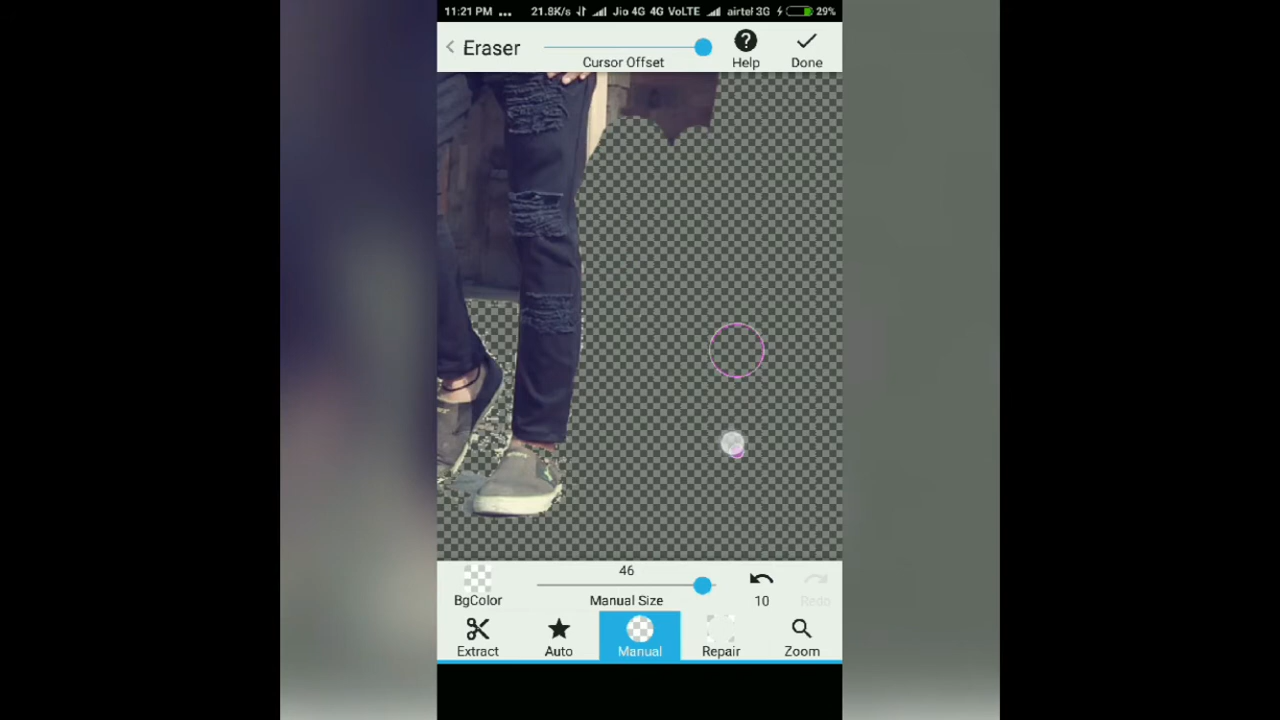 11:21 PM ... 21.8K/s Jio 4G 4G VoLTE airtel 3G 29%
Eraser
Cursor Offset
Help
Done
46
BgColor
Manual Size
10
Redo
Extract
Auto
Manual
Repair
Zoom